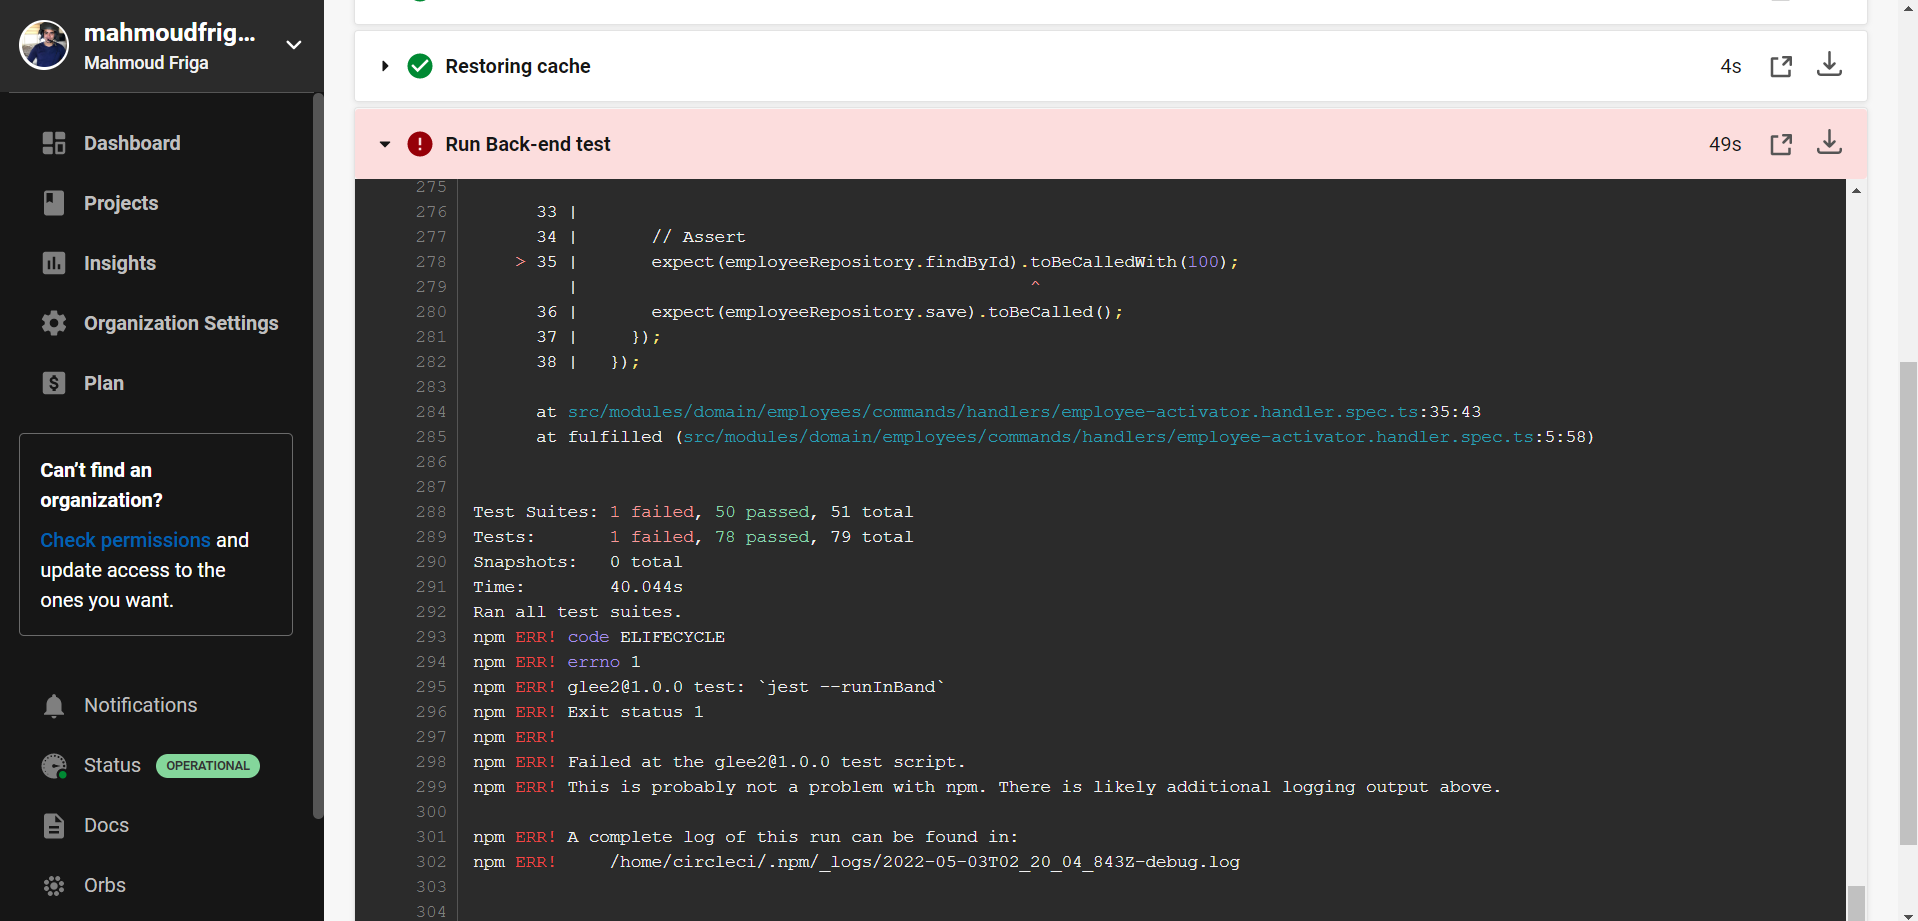 mahmoudfrig...
Mahmoud Friga
Dashboard
Projects
Insights
Organization Settings
Plan
Can't find an
organization?
Check permissions and
update access to the
ones you want.
Notifications
Status OPERATIONAL
Docs
Orbs
Restoring cache 4s
Run Back-end test 49s
275
276 33 |
277 34 | // Assert
278 > 35 | expect(employeeRepository.findById).toBeCalledWith(100);
279 | ^
280 36 | expect(employeeRepository.save).toBeCalled();
281 37 | });
282 38 | });
283
284 at src/modules/domain/employees/commands/handlers/employee-activator.handler.spec.ts:35:43
285 at fulfilled (src/modules/domain/employees/commands/handlers/employee-activator.handler.spec.ts:5:58)
286
287
288 Test Suites: 1 failed, 50 passed, 51 total
289 Tests: 1 failed, 78 passed, 79 total
290 Snapshots: 0 total
291 Time: 40.044s
292 Ran all test suites.
293 npm ERR! code ELIFECYCLE
294 npm ERR! errno 1
295 npm ERR! glee2@1.0.0 test: `jest --runInBand`
296 npm ERR! Exit status 1
297 npm ERR!
298 npm ERR! Failed at the glee2@1.0.0 test script.
299 npm ERR! This is probably not a problem with npm. There is likely additional logging output above.
300
301 npm ERR! A complete log of this run can be found in:
302 npm ERR! /home/circleci/.npm/_logs/2022-05-03T02_20_04_843Z-debug.log
303
304